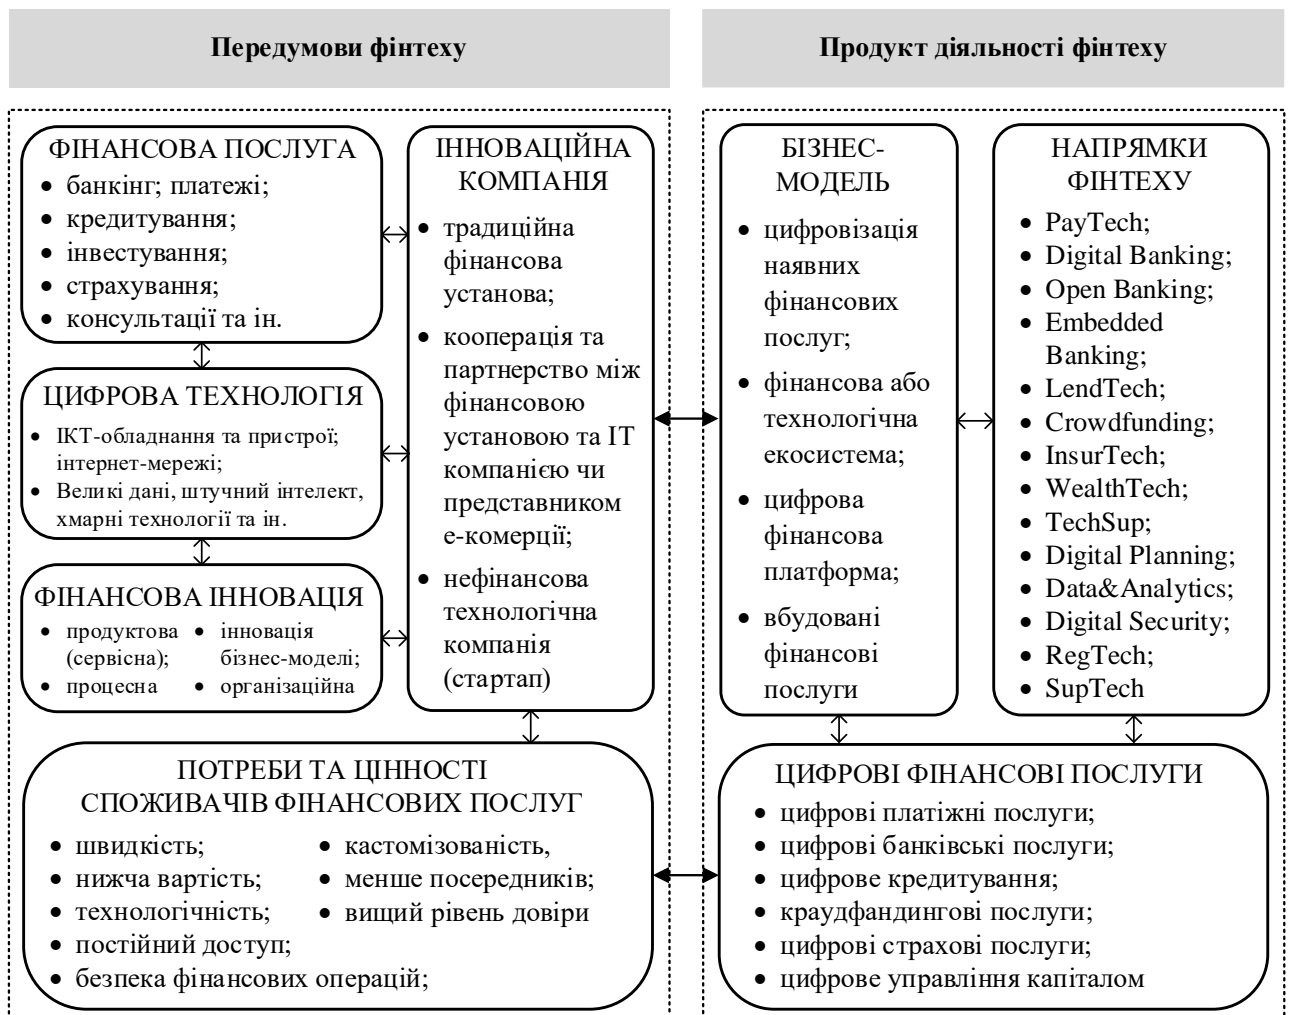 Передумови фінтеху
Продукт діяльності фінтеху
ФІНАНСОВА ПОСЛУГА
• банкінг; платежі;
• кредитування;
• інвестування;
• страхування;
• консультації та ін.
ЦИФРОВА ТЕХНОЛОГІЯ
• ІКТ-обладнання та пристрої;
інтернет-мережі;
• Великі дані, штучний інтелект,
хмарні технології та ін.
ФІНАНСОВА ІННОВАЦІЯ
• продуктова
(сервісна);
• процесна
• інновація
бізнес-моделі;
• організаційна
ІННОВАЦІЙНА
КОМПАНІЯ
• традиційна
фінансова
установа;
• кооперація та
партнерство між
фінансовою
установою та ІТ
компанією чи
представником
е-комерції;
• нефінансова
технологічна
компанія
(стартап)
ПОТРЕБИ ТА ЦІННОСТІ
СПОЖИВАЧІВ ФІНАНСОВИХ ПОСЛУГ
• швидкість;
• нижча вартість;
• технологічність;
• постійний доступ;
• безпека фінансових операцій;
• кастомізованість,
• менше посередників;
• вищий рівень довіри
БІЗНЕС-
МОДЕЛЬ
• цифровізація
наявних
фінансових
послуг;
• фінансова або
технологічна
екосистема;
• цифрова
фінансова
платформа;
• вбудовані
фінансові
послуги
НАПРЯМКИ
ФІНТЕХУ
• PayTech;
• Digital Banking;
• Open Banking;
• Embedded
Banking;
• LendTech;
• Crowdfunding;
• InsurTech;
• WealthTech;
• TechSup;
• Digital Planning;
• Data&Analytics;
• Digital Security;
• RegTech;
• SupTech
ЦИФРОВІ ФІНАНСОВІ ПОСЛУГИ
• цифрові платіжні послуги;
• цифрові банківські послуги;
• цифрове кредитування;
• краудфандингові послуги;
• цифрові страхові послуги;
• цифрове управління капіталом